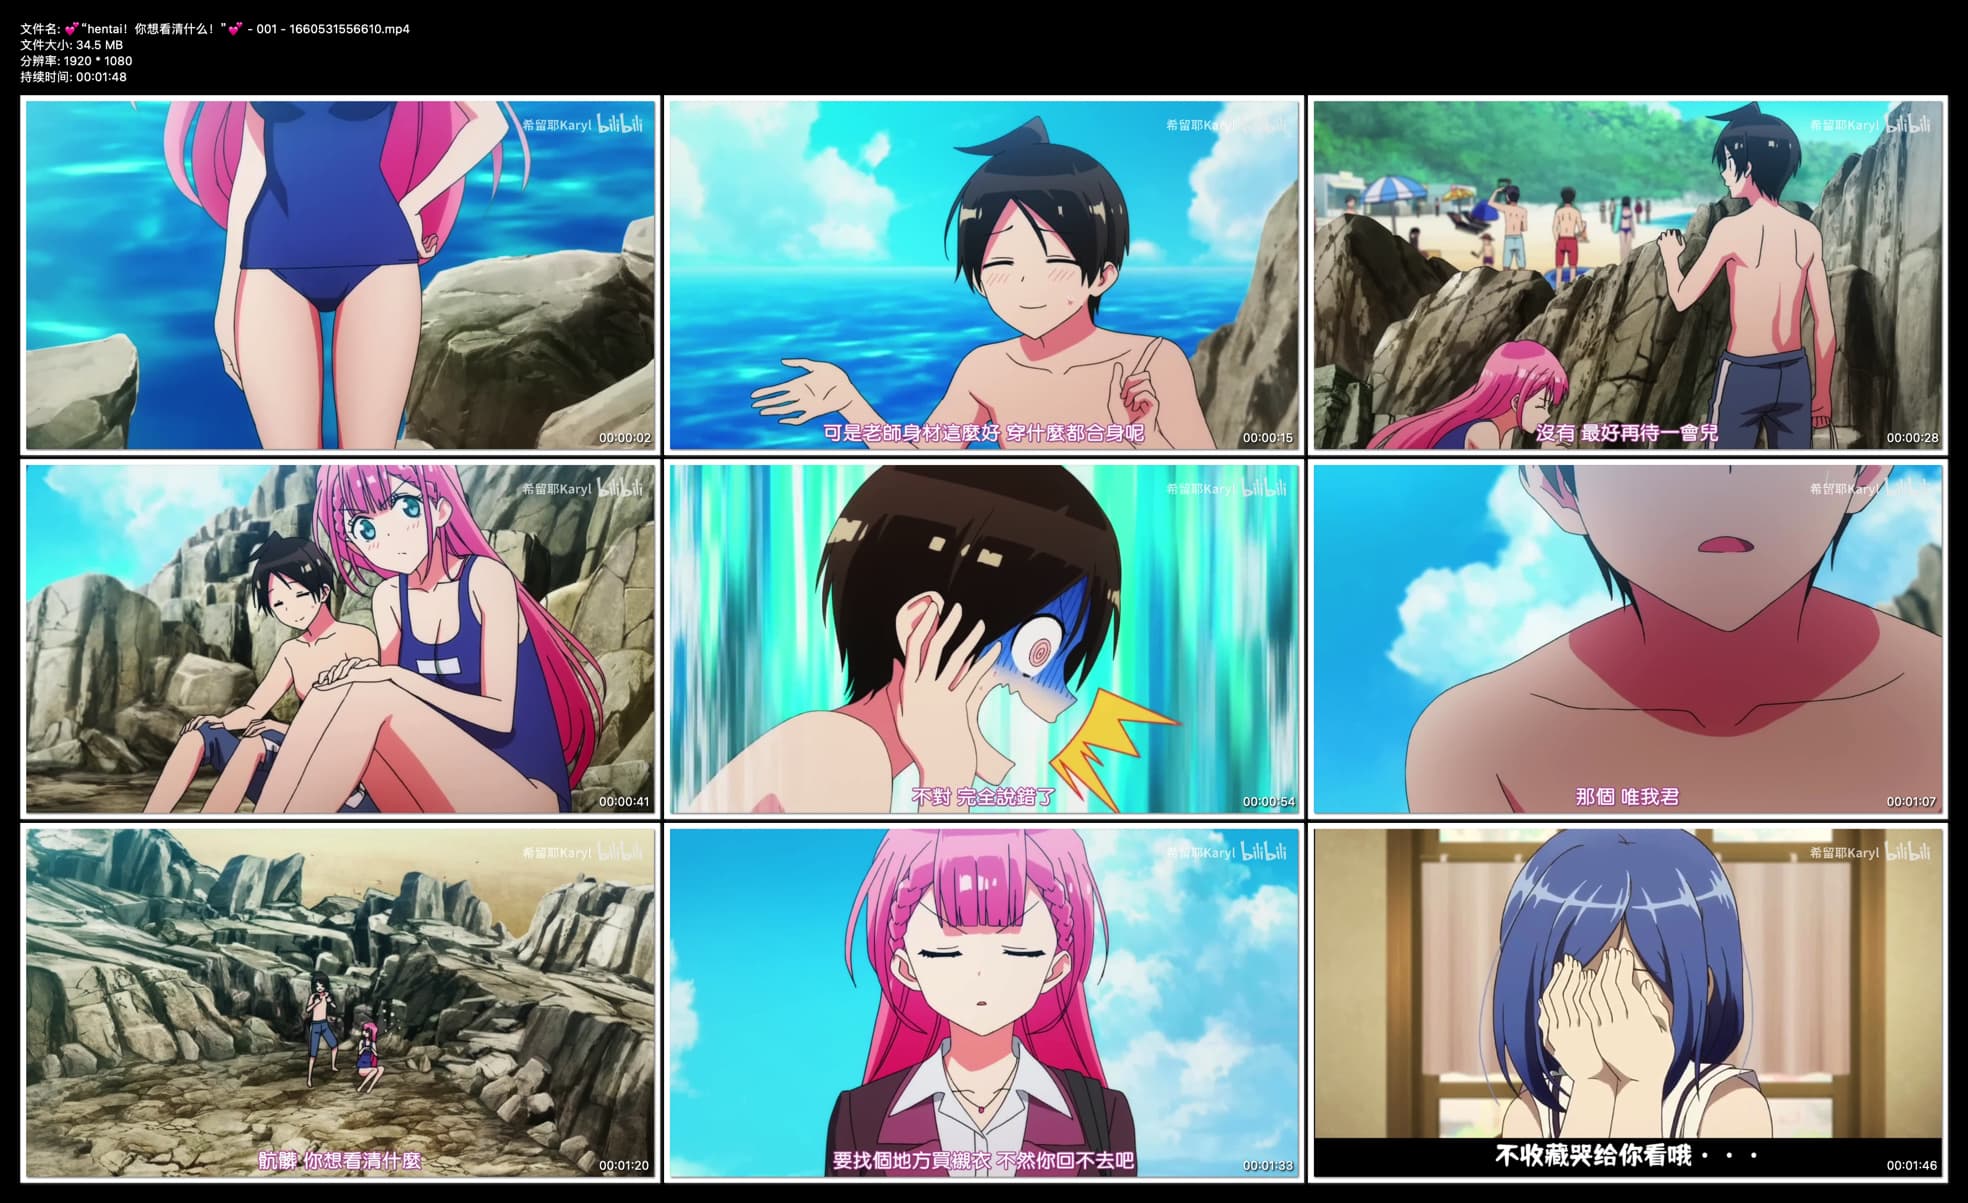 文件名: 💕“hentai！你想看清什么！”💕 - 001 - 1660531556610.mp4
文件大小: 34.5 MB
分辨率: 1920 * 1080
持续时间: 00:01:48
希留耶Karyl bilibili
00:00:02
希留耶Karyl bilibili
可是老師身材這麼好 穿什麼都合身呢
00:00:15
希留耶Karyl bilibili
沒有 最好再待一會兒
00:00:28
希留耶Karyl bilibili
00:00:41
希留耶Karyl bilibili
不對 完全說錯了
00:00:54
希留耶Karyl bilibili
那個 唯我君
00:01:07
希留耶Karyl bilibili
骯髒 你想看清什麼
00:01:20
希留耶Karyl bilibili
要找個地方買襯衣 不然你回不去吧
00:01:33
希留耶Karyl bilibili
不收藏哭给你看哦・・・
00:01:46